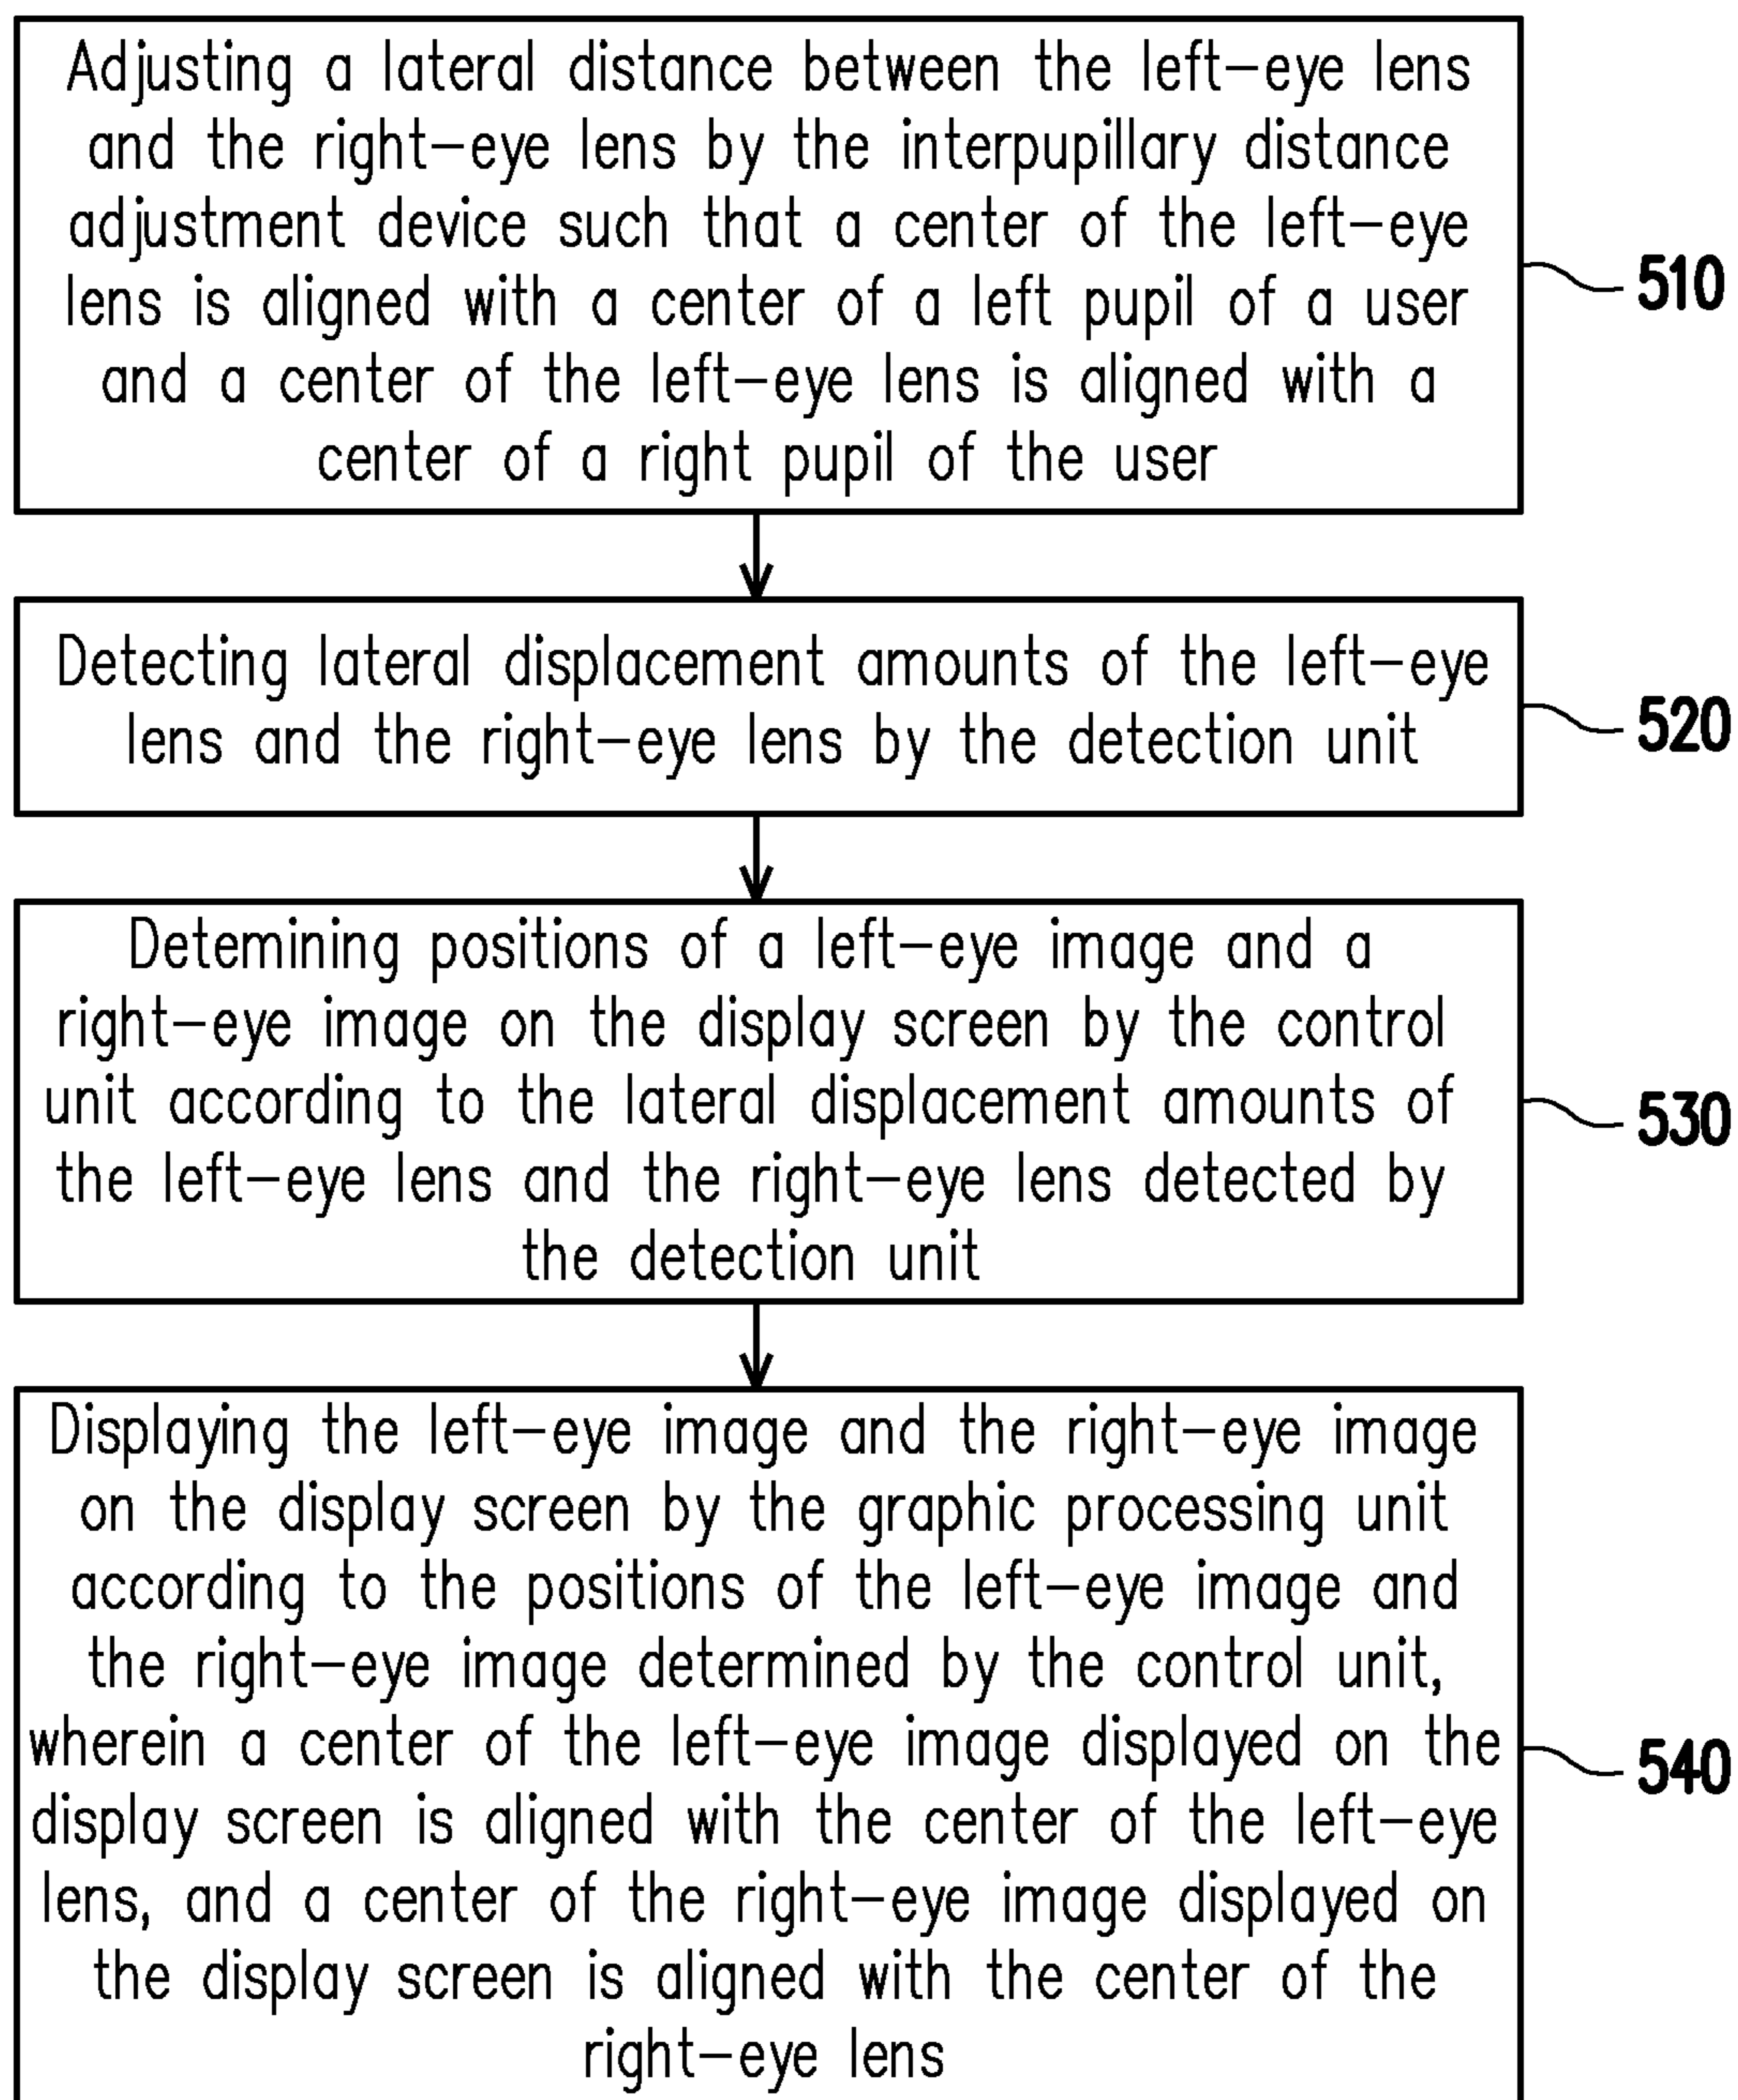 Adjusting a lateral distance between the left-eye lens
and the right-eye lens by the interpupillary distance
adjustment device such that a center of the left-eye
lens is aligned with a center of a left pupil of a user
and a center of the left-eye lens is aligned with a
center of a right pupil of the user
510
Detecting lateral displacement amounts of the left-eye
lens and the right-eye lens by the detection unit
520
Detemining positions of a left-eye image and a
right-eye image on the display screen by the control
unit according to the lateral displacement amounts of
the left-eye lens and the right-eye lens detected by
the detection unit
530
Displaying the left-eye image and the right-eye image
on the display screen by the graphic processing unit
according to the positions of the left-eye image and
the right-eye image determined by the control unit,
wherein a center of the left-eye image displayed on the
display screen is aligned with the center of the left-eye
lens, and a center of the right-eye image displayed on
the display screen is aligned with the center of the
right-eye lens
540